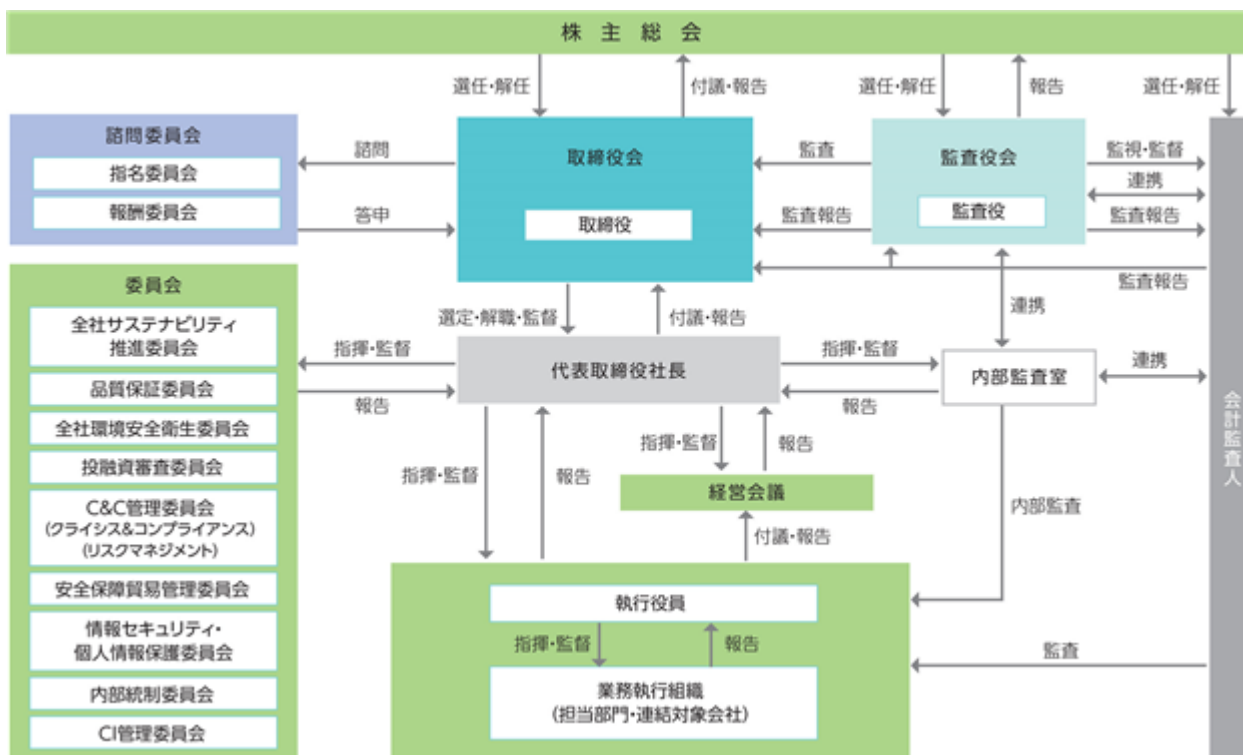 株主総会
選任・解任
付議・報告
選任・解任
報告
選任・解任
諮問委員会
指名委員会
報酬委員会
諮問
答申
取締役会
取締役
監査
監査報告
監査役会
監査役
監視・監督
連携
監査報告
監査報告
委員会
全社サステナビリティ
推進委員会
品質保証委員会
全社環境安全衛生委員会
投融資審査委員会
C&C管理委員会
(クライシス&コンプライアンス)
(リスクマネジメント)
安全保障貿易管理委員会
情報セキュリティ・
個人情報保護委員会
内部統制委員会
CI管理委員会
選定・解職・監督
付議・報告
連携
指揮・監督
報告
代表取締役社長
指揮・監督
報告
内部監査室
連携
会計監査人
指揮・監督
報告
指揮・監督
報告
経営会議
付議・報告
内部監査
執行役員
指揮・監督
報告
業務執行組織
(担当部門・連結対象会社)
監査